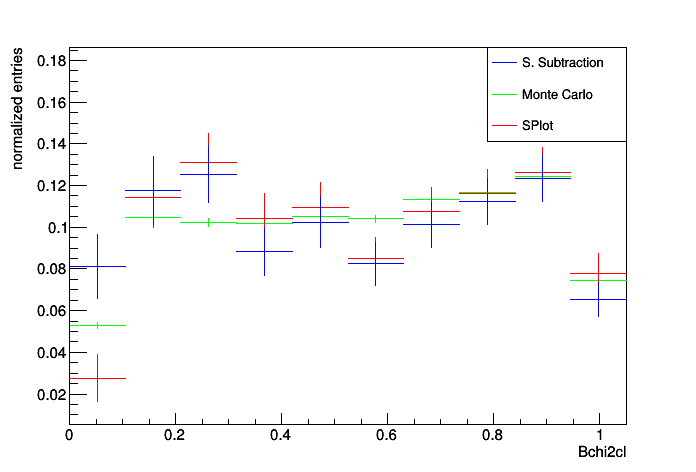 normalized entries
0.18
0.16
0.14
0.12
0.1
0.08
0.06
0.04
0.02
S. Subtraction
Monte Carlo
SPlot
0 0.2 0.4 0.6 0.8 1
Bchi2cl